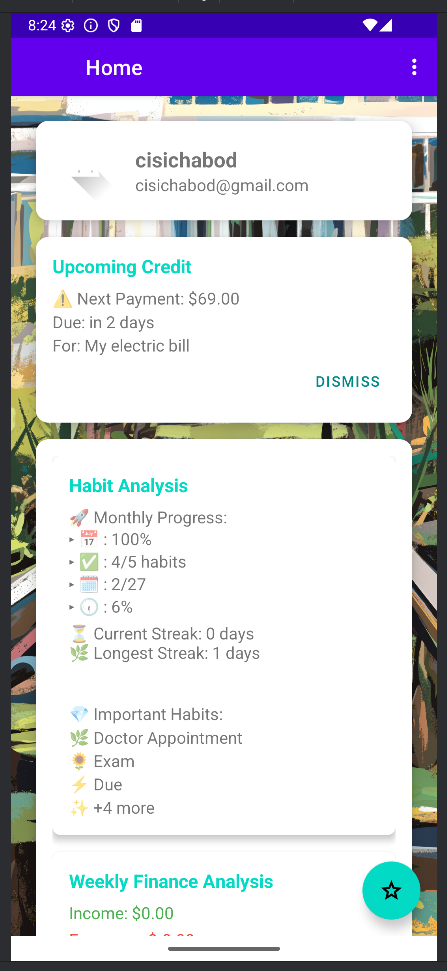 8:24
Home
cisichabod
cisichabod@gmail.com
Upcoming Credit
⚠️ Next Payment: $69.00
Due: in 2 days
For: My electric bill
DISMISS
Habit Analysis
🚀 Monthly Progress:
‣ 📅 : 100%
‣ ✅ : 4/5 habits
‣ 🗓️ : 2/27
‣ 🕜 : 6%
⏳ Current Streak: 0 days
🌿 Longest Streak: 1 days
💎 Important Habits:
🌿 Doctor Appointment
🌻 Exam
⚡ Due
✨ +4 more
Weekly Finance Analysis
Income: $0.00